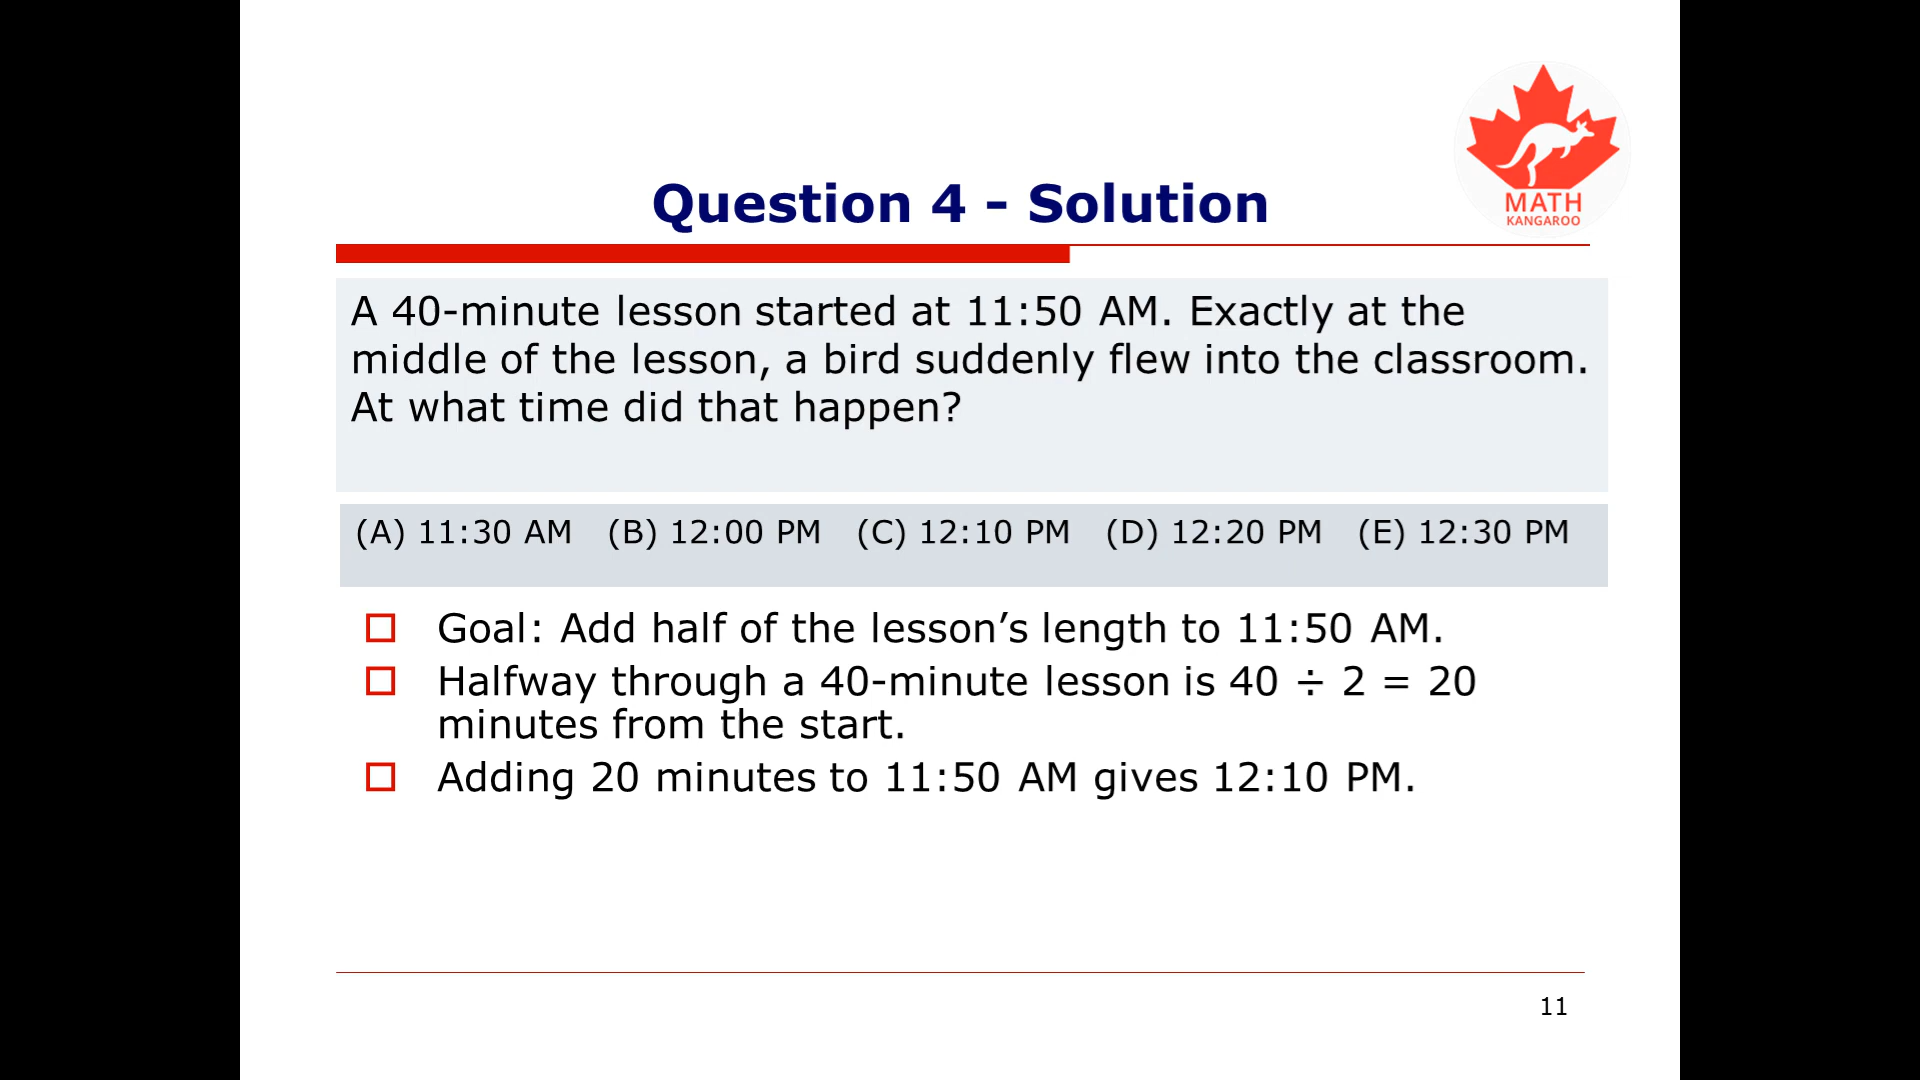 MATH
KANGAROO
Question 4 - Solution
A 40-minute lesson started at 11:50 AM. Exactly at the
middle of the lesson, a bird suddenly flew into the classroom.
At what time did that happen?
(A) 11:30 AM (B) 12:00 PM (C) 12:10 PM (D) 12:20 PM (E) 12:30 PM
Goal: Add half of the lesson’s length to 11:50 AM.
Halfway through a 40-minute lesson is 40 ÷ 2 = 20
minutes from the start.
Adding 20 minutes to 11:50 AM gives 12:10 PM.
11